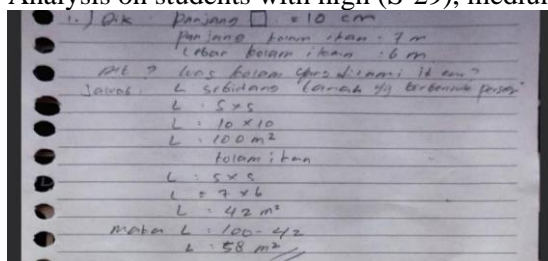 Analysis on students with high (S-29), medium
1.) Dik Panjang □ = 10 cm
Panjang kolam ikan : 7 m
Lebar kolam ikan : 6 m
Dit ? luas kolam yang
Jawab. L sebidang tanah yg berbentuk persegi
L : s x s
L : 10 x 10
L : 100 m²
kolam ikan
L : s x s
L = 7 x 6
L : 42 m²
maka L : 100 - 42
L : 58 m²